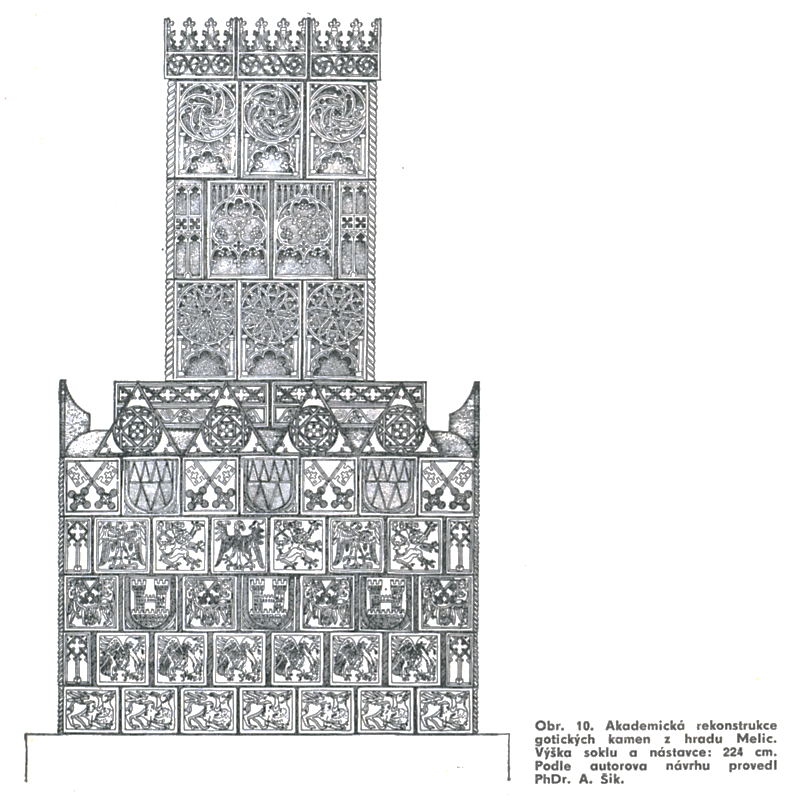 Obr. 10. Akademická rekonstrukce
gotických kamen z hradu Melic.
Výška soklu a nástavce: 224 cm.
Podle autorova návrhu provedl
PhDr. A. Šik.